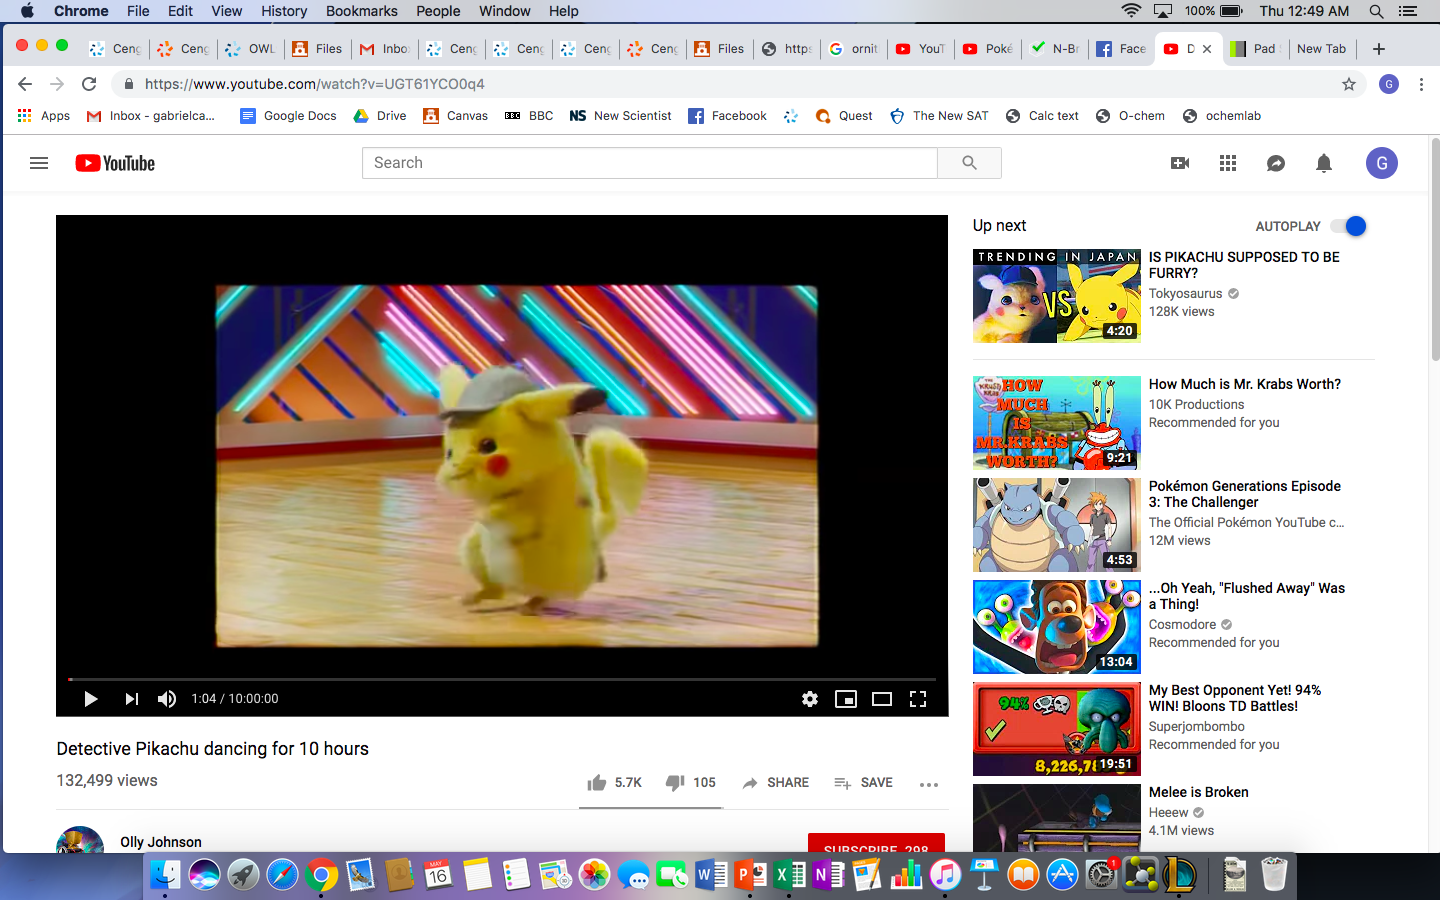 Chrome File Edit View History Bookmarks People Window Help 100% Thu 12:49 AM
Ceng Ceng OWL Files Inbo Ceng Ceng Ceng Ceng Files https ornit YouT Poké N-Br Face D Pad New Tab
https://www.youtube.com/watch?v=UGT61YCO0q4 G
Apps Inbox - gabrielca... Google Docs Drive Canvas BBC BBC NS New Scientist Facebook Quest The New SAT Calc text O-chem ochemlab
YouTube Search G
Up next AUTOPLAY
TRENDING IN JAPAN
VS
4:20
IS PIKACHU SUPPOSED TO BE
FURRY?
Tokyosaurus
128K views
HOW
MUCH
IS
MR.KRABS
WORTH?
9:21
How Much is Mr. Krabs Worth?
10K Productions
Recommended for you
4:53
Pokémon Generations Episode
3: The Challenger
The Official Pokémon YouTube c...
12M views
13:04
...Oh Yeah, "Flushed Away" Was
a Thing!
Cosmodore
Recommended for you
94%
8,226,78
19:51
My Best Opponent Yet! 94%
WIN! Bloons TD Battles!
Superjombombo
Recommended for you
Melee is Broken
Heeew
4.1M views
1:04 / 10:00:00
Detective Pikachu dancing for 10 hours
132,499 views
5.7K 105 SHARE SAVE
Olly Johnson
SUBSCRIBE 298
MAY
16
1